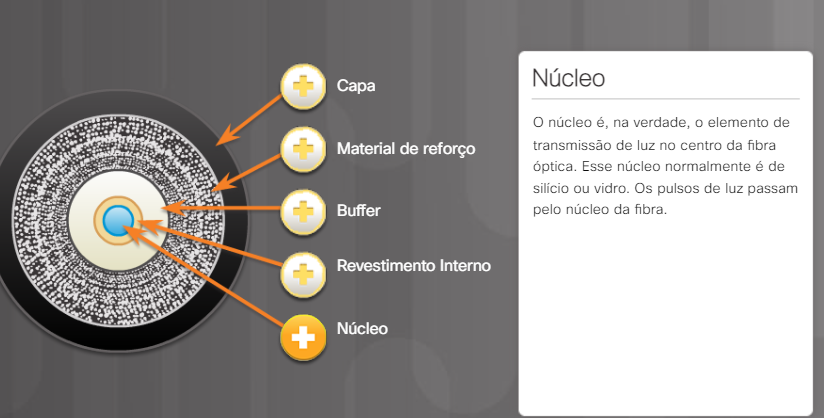 Capa
Material de reforço
Buffer
Revestimento Interno
Núcleo
Núcleo
O núcleo é, na verdade, o elemento de
transmissão de luz no centro da fibra
óptica. Esse núcleo normalmente é de
silício ou vidro. Os pulsos de luz passam
pelo núcleo da fibra.